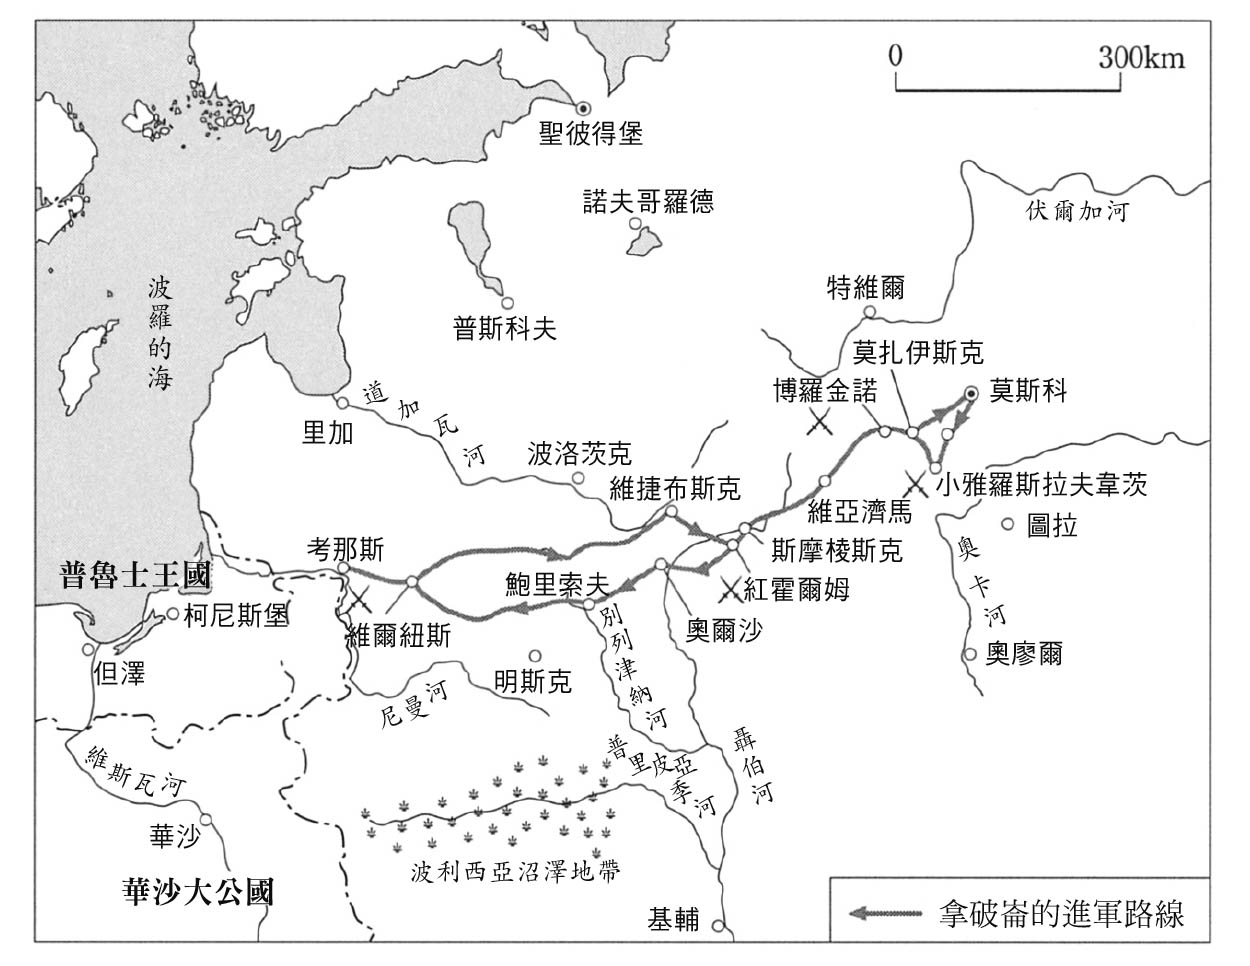 0 300km
聖彼得堡
諾夫哥羅德
伏爾加河
波羅的海
特維爾
普斯科夫
莫扎伊斯克
博羅金諾
莫斯科
道加瓦河
里加
波洛茨克
維捷布斯克
小雅羅斯拉夫韋茨
維亞濟馬
圖拉
斯摩棱斯克
奧卡河
考那斯
普魯士王國
鮑里索夫
紅霍爾姆
柯尼斯堡
維爾紐斯
別列津納河
奧爾沙
奧廖爾
但澤
明斯克
尼曼河
聶伯河
普里皮亞季河
維斯瓦河
華沙
波利西亞沼澤地帶
華沙大公國
基輔
拿破崙的進軍路線